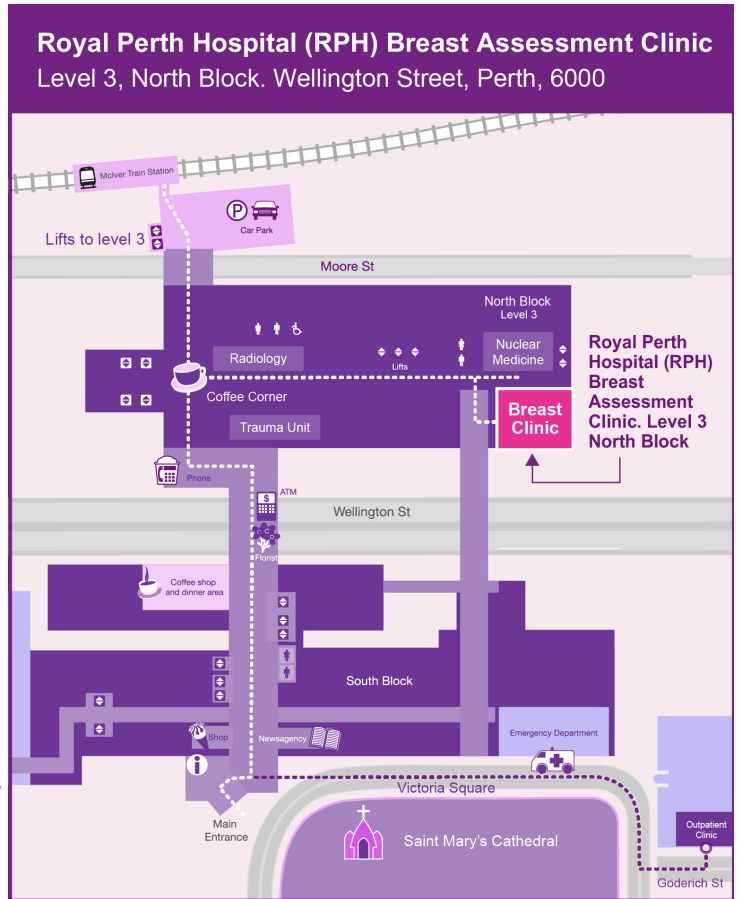 Royal Perth Hospital (RPH) Breast Assessment Clinic
Level 3, North Block. Wellington Street, Perth, 6000
McIver Train Station
P
Car Park
Lifts to level 3
Moore St
North Block
Level 3
Radiology
Lifts
Nuclear
Medicine
Coffee Corner
Trauma Unit
Breast
Clinic
Royal Perth
Hospital (RPH)
Breast
Assessment
Clinic. Level 3
North Block
Phone
ATM
$
Wellington St
Florist
Coffee shop
and dinner area
South Block
Shop
Newsagency
Emergency Department
i
Victoria Square
Main
Entrance
Saint Mary's Cathedral
Outpatient
Clinic
Goderich St